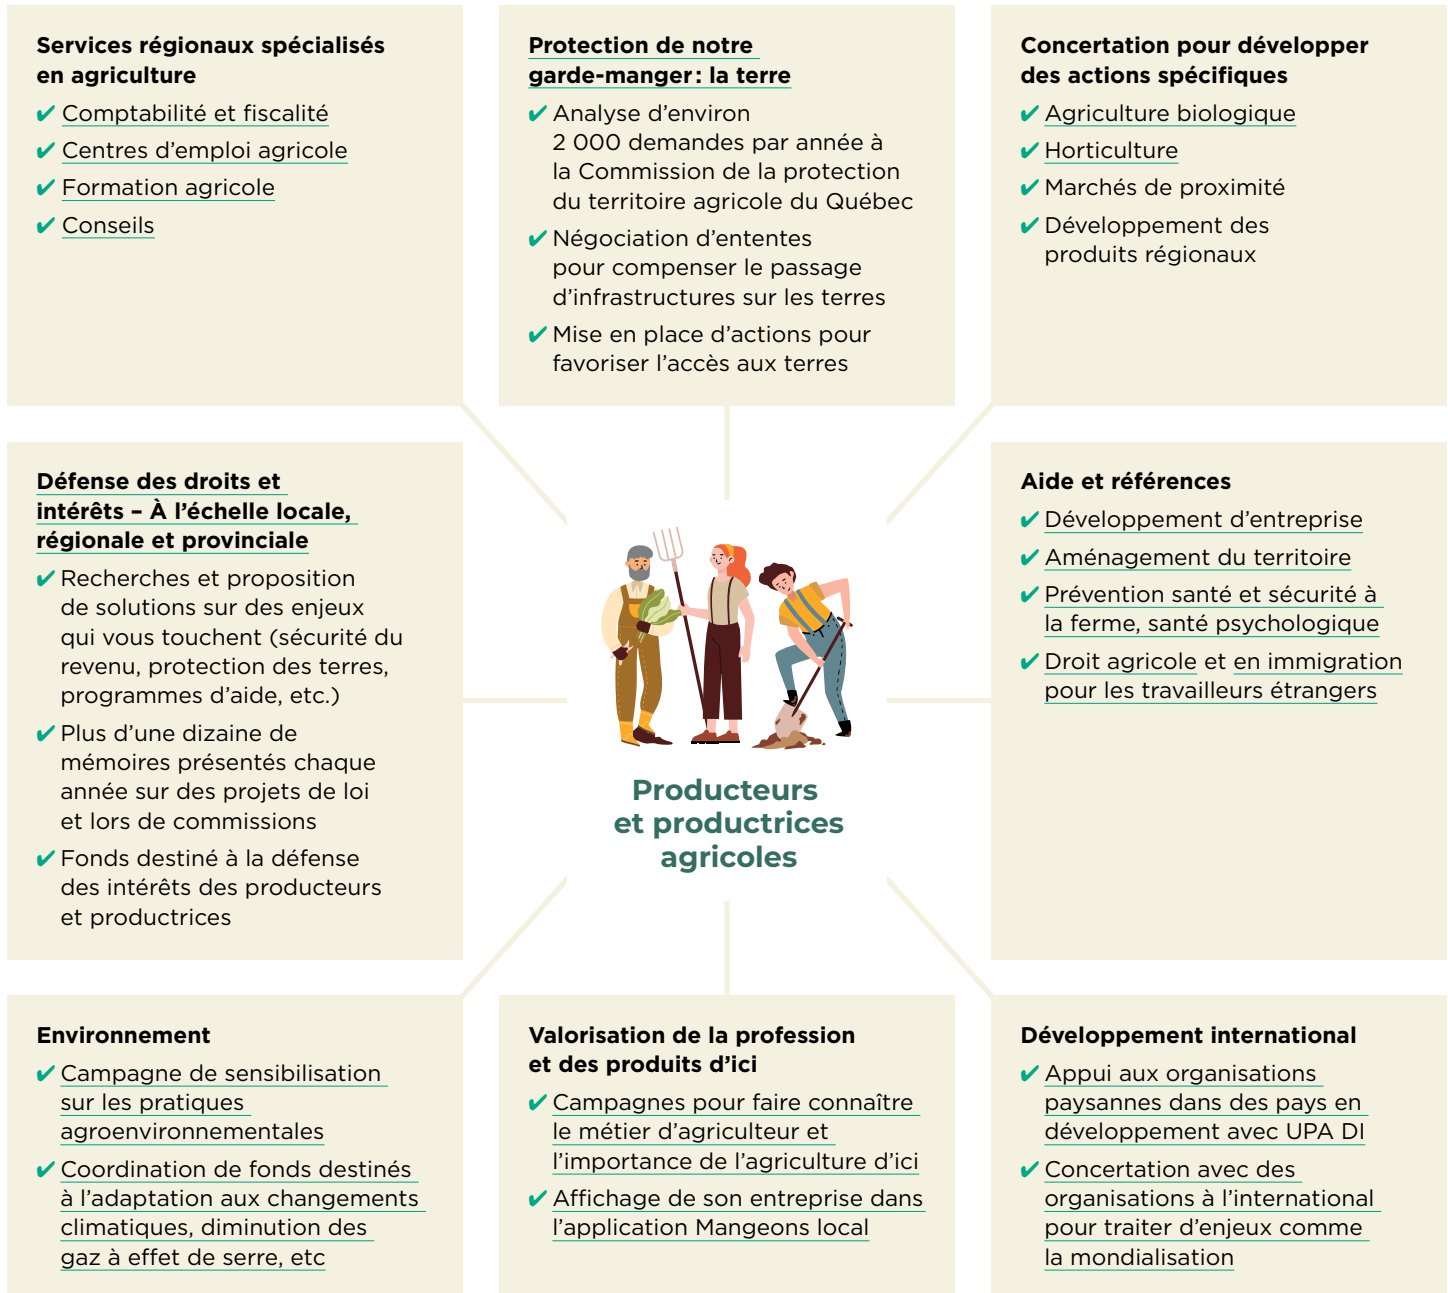 Services régionaux spécialisés
en agriculture
✔ Comptabilité et fiscalité
✔ Centres d’emploi agricole
✔ Formation agricole
✔ Conseils
Protection de notre
garde-manger : la terre
✔ Analyse d’environ
2 000 demandes par année à
la Commission de la protection
du territoire agricole du Québec
✔ Négociation d’ententes
pour compenser le passage
d’infrastructures sur les terres
✔ Mise en place d’actions pour
favoriser l’accès aux terres
Concertation pour développer
des actions spécifiques
✔ Agriculture biologique
✔ Horticulture
✔ Marchés de proximité
✔ Développement des
produits régionaux
Défense des droits et
intérêts – À l’échelle locale,
régionale et provinciale
✔ Recherches et proposition
de solutions sur des enjeux
qui vous touchent (sécurité du
revenu, protection des terres,
programmes d’aide, etc.)
✔ Plus d’une dizaine de
mémoires présentés chaque
année sur des projets de loi
et lors de commissions
✔ Fonds destiné à la défense
des intérêts des producteurs
et productrices
Producteurs
et productrices
agricoles
Aide et références
✔ Développement d’entreprise
✔ Aménagement du territoire
✔ Prévention santé et sécurité à
la ferme, santé psychologique
✔ Droit agricole et en immigration
pour les travailleurs étrangers
Environnement
✔ Campagne de sensibilisation
sur les pratiques
agroenvironnementales
✔ Coordination de fonds destinés
à l’adaptation aux changements
climatiques, diminution des
gaz à effet de serre, etc
Valorisation de la profession
et des produits d’ici
✔ Campagnes pour faire connaître
le métier d’agriculteur et
l’importance de l’agriculture d’ici
✔ Affichage de son entreprise dans
l’application Mangeons local
Développement international
✔ Appui aux organisations
paysannes dans des pays en
développement avec UPA DI
✔ Concertation avec des
organisations à l’international
pour traiter d’enjeux comme
la mondialisation